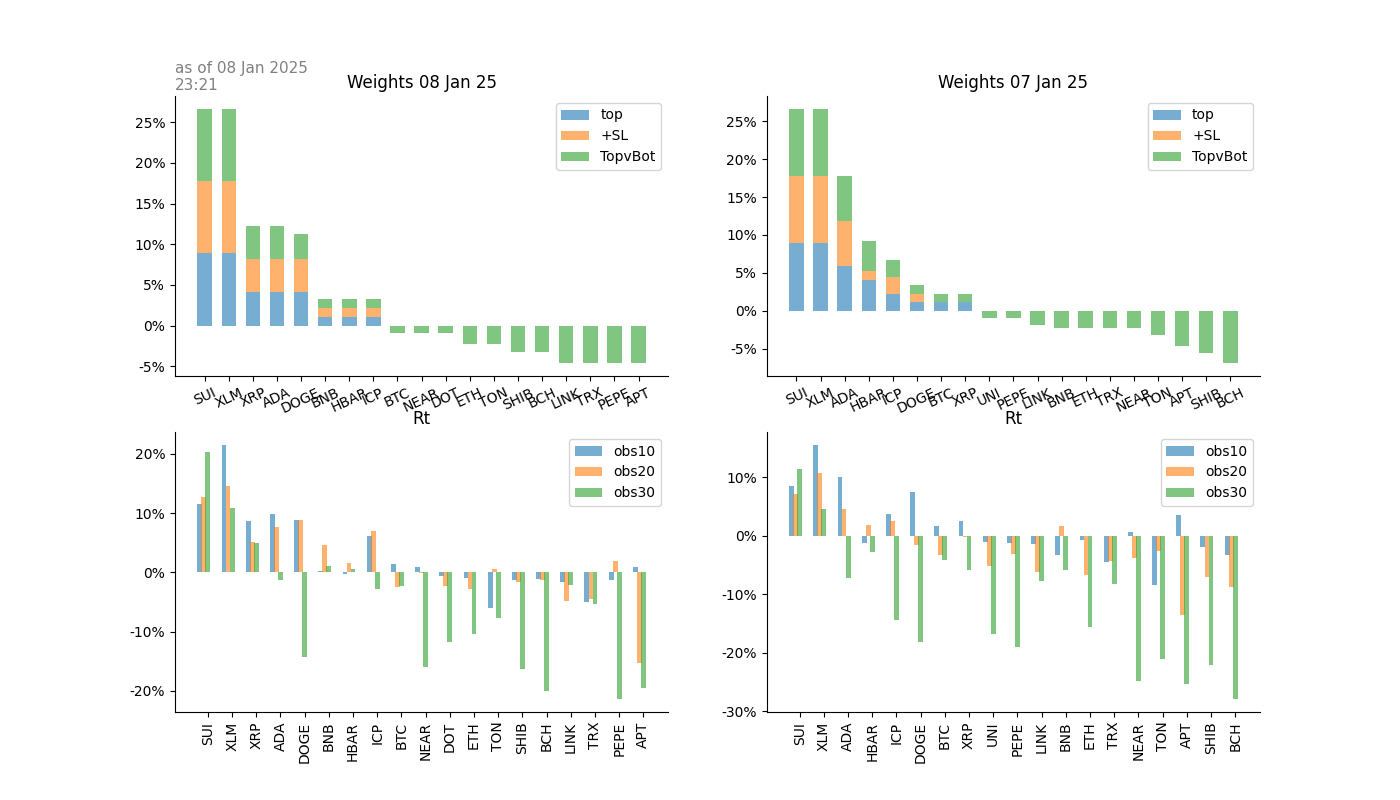 as of 08 Jan 2025
23:21
Weights 08 Jan 25
25%
20%
15%
10%
5%
0%
-5%
top
+SL
TopvBot
SUI XLM XRP ADA DOGE BNB HBAR ICP BTC NEAR DOT ETH TON SHIB BCH LINK TRX PEPE APT
Weights 07 Jan 25
25%
20%
15%
10%
5%
0%
-5%
top
+SL
TopvBot
SUI XLM ADA HBAR ICP DOGE BTC XRP UNI PEPE LINK BNB ETH TRX NEAR TON APT SHIB BCH
Rt
20%
10%
0%
-10%
-20%
obs10
obs20
obs30
SUI XLM XRP ADA DOGE BNB HBAR ICP BTC NEAR DOT ETH TON SHIB BCH LINK TRX PEPE APT
Rt
10%
0%
-10%
-20%
-30%
obs10
obs20
obs30
SUI XLM ADA HBAR ICP DOGE BTC XRP UNI PEPE LINK BNB ETH TRX NEAR TON APT SHIB BCH